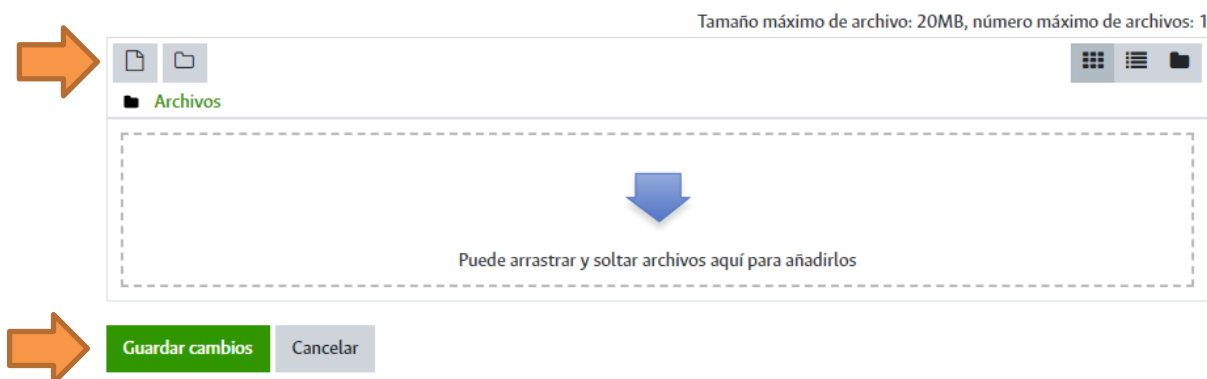 Tamaño máximo de archivo: 20MB, número máximo de archivos: 1
Archivos
Puede arrastrar y soltar archivos aquí para añadirlos
Guardar cambios
Cancelar